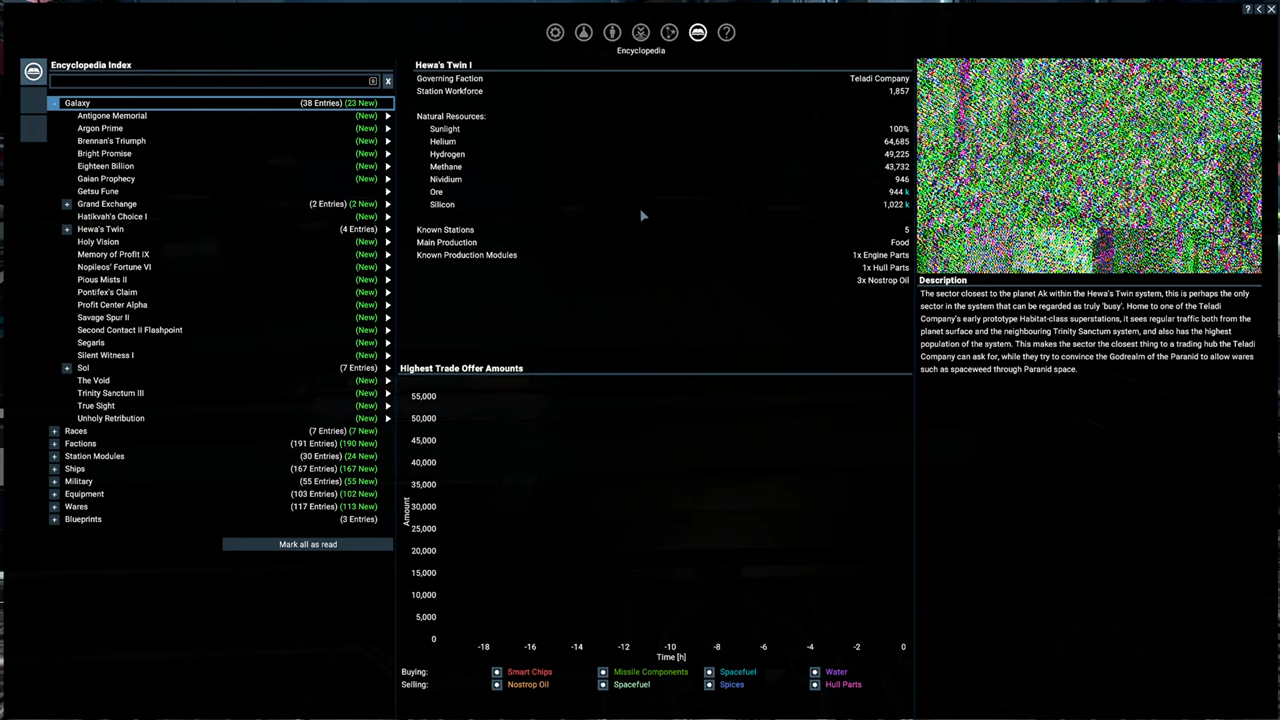 Encyclopedia
Encyclopedia Index
Galaxy (38 Entries) (23 New)
Antigone Memorial (New)
Argon Prime (New)
Brennan's Triumph (New)
Bright Promise (New)
Eighteen Billion (New)
Gaian Prophecy (New)
Getsu Fune
Grand Exchange (2 Entries) (2 New)
Hatikvah's Choice I (New)
Hewa's Twin (4 Entries)
Holy Vision (New)
Memory of Profit IX (New)
Nopileos' Fortune VI (New)
Pious Mists II (New)
Pontifex's Claim (New)
Profit Center Alpha (New)
Savage Spur II (New)
Second Contact II Flashpoint (New)
Segaris (New)
Silent Witness I (New)
Sol (7 Entries)
The Void (New)
Trinity Sanctum III (New)
True Sight (New)
Unholy Retribution (New)
Races (7 Entries) (7 New)
Factions (191 Entries) (190 New)
Station Modules (30 Entries) (24 New)
Ships (167 Entries) (167 New)
Military (55 Entries) (55 New)
Equipment (103 Entries) (102 New)
Wares (117 Entries) (113 New)
Blueprints (3 Entries)
Mark all as read
Hewa's Twin I
Governing Faction Teladi Company
Station Workforce 1,857
Natural Resources:
Sunlight 100%
Helium 64,685
Hydrogen 49,225
Methane 43,732
Nividium 946
Ore 944 k
Silicon 1,022 k
Known Stations 5
Main Production Food
Known Production Modules 1x Engine Parts
1x Hull Parts
3x Nostrop Oil
Highest Trade Offer Amounts
55,000
50,000
45,000
40,000
35,000
30,000
25,000
20,000
15,000
10,000
5,000
0
Amount
-18 -16 -14 -12 -10 -8 -6 -4 -2 0
Time [h]
Buying: Smart Chips Missile Components Spacefuel Water
Selling: Nostrop Oil Spacefuel Spices Hull Parts
Description
The sector closest to the planet Ak within the Hewa's Twin system, this is perhaps the only
sector in the system that can be regarded as truly 'busy'. Home to one of the Teladi
Company's early prototype Habitat-class superstations, it sees regular traffic both from the
planet surface and the neighbouring Trinity Sanctum system, and also has the highest
population of the system. This makes the sector the closest thing to a trading hub the Teladi
Company can ask for, while they try to convince the Godrealm of the Paranid to allow wares
such as spaceweed through Paranid space.